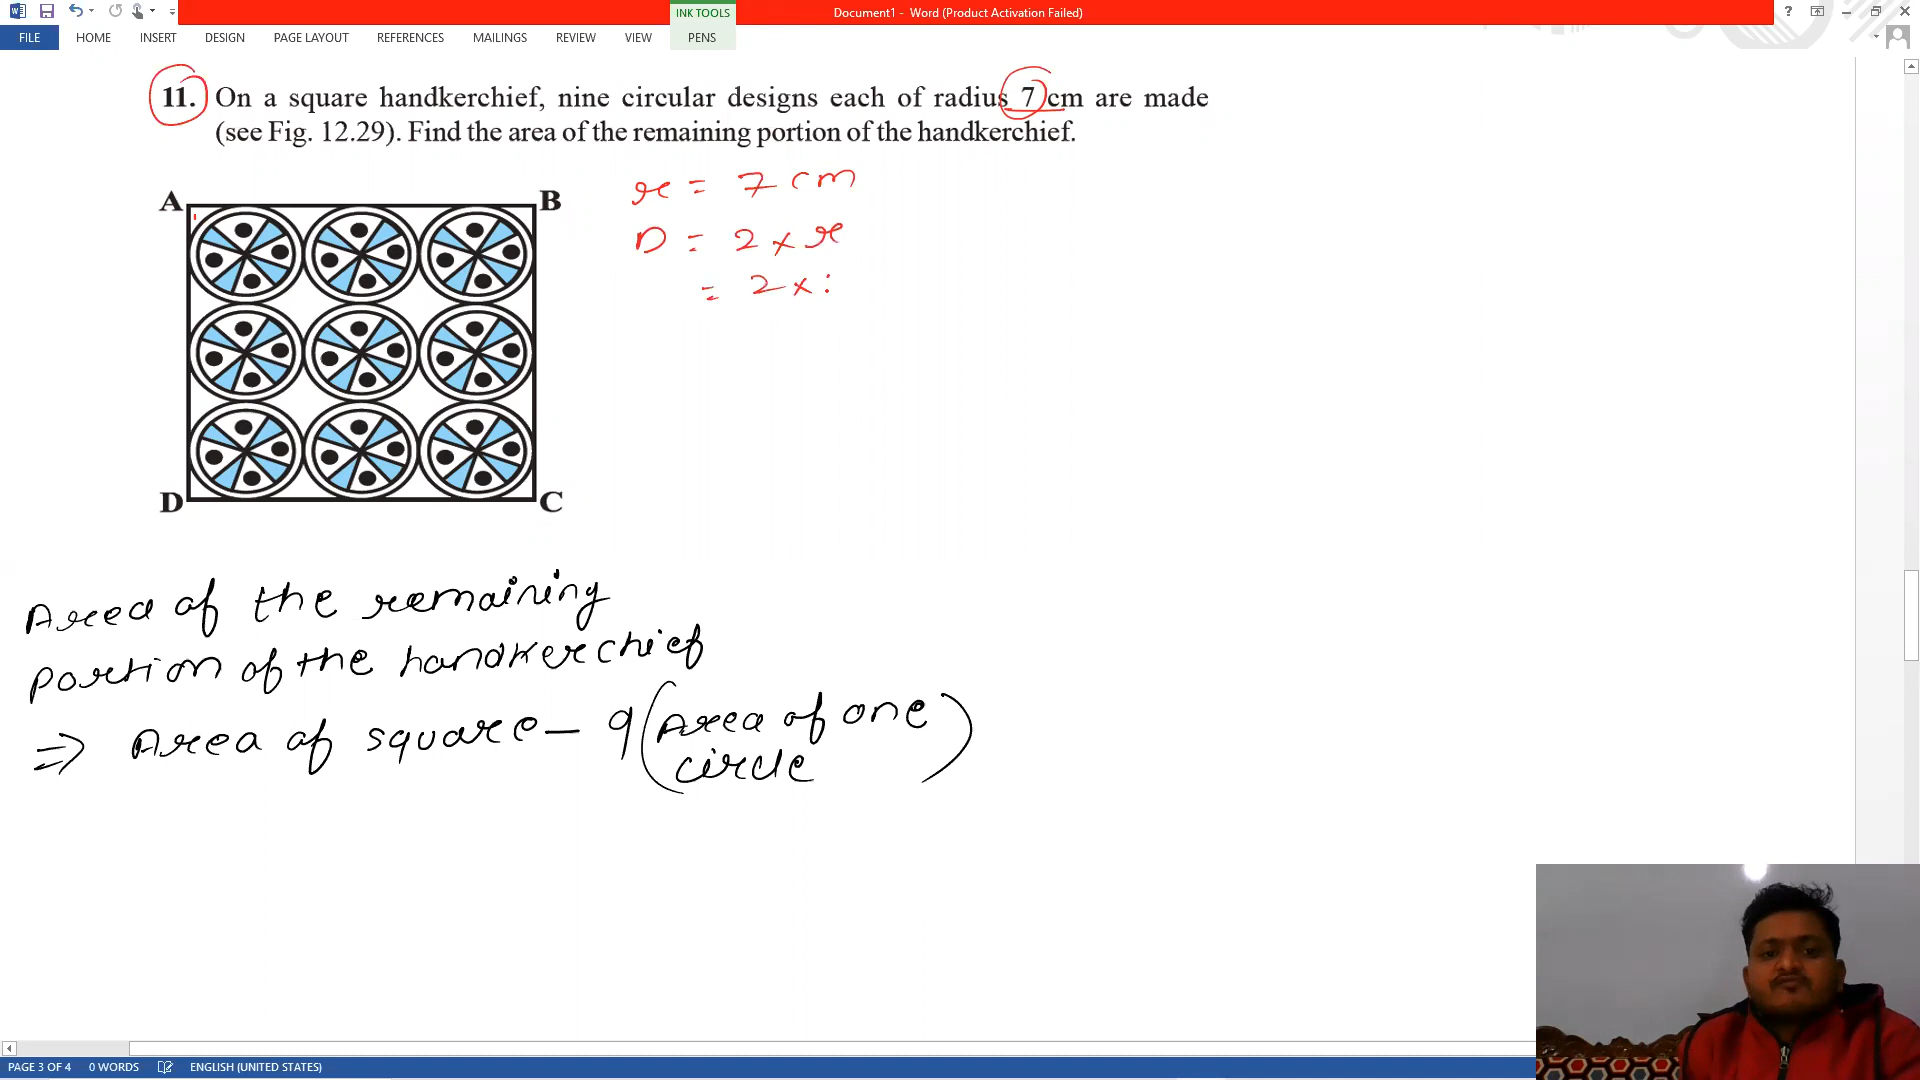 INK TOOLS
Document1 - Word (Product Activation Failed)
FILE HOME INSERT DESIGN PAGE LAYOUT REFERENCES MAILINGS REVIEW VIEW PENS
11. On a square handkerchief, nine circular designs each of radius 7 cm are made
(see Fig. 12.29). Find the area of the remaining portion of the handkerchief.
A B
D C
r = 7 cm
D = 2 × r
= 2 ×
Area of the remaining
portion of the handkerchief
⇒ Area of square – 9 (Area of one
circle )
PAGE 3 OF 4 0 WORDS ENGLISH (UNITED STATES)